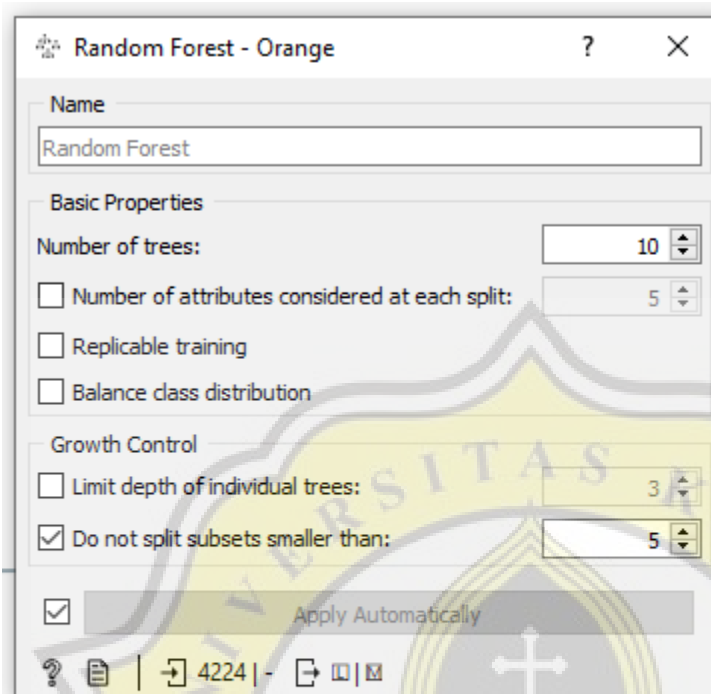 Random Forest - Orange ? ×
Name
Random Forest
Basic Properties
Number of trees: 10
Number of attributes considered at each split: 5
Replicable training
Balance class distribution
Growth Control
Limit depth of individual trees: 3
Do not split subsets smaller than: 5
Apply Automatically
? | 4224 | - L | M
IVERSITAS K